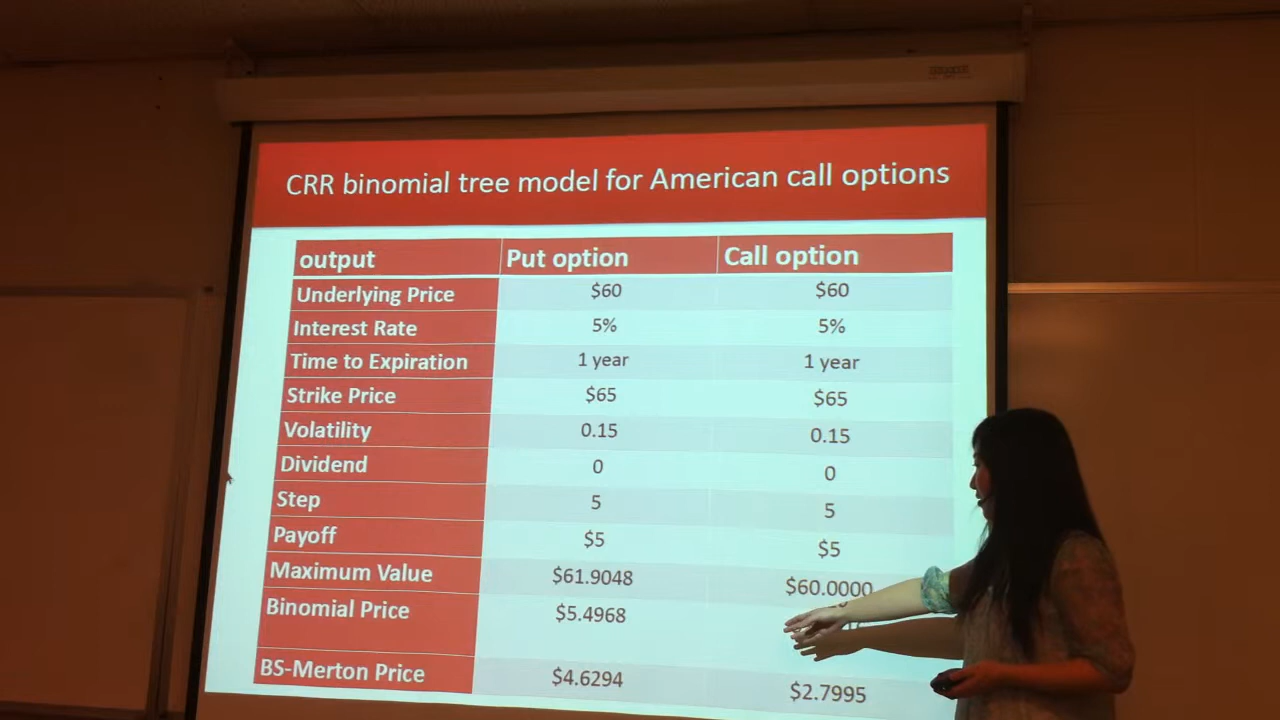 CRR binomial tree model for American call options
output Put option Call option
Underlying Price $60 $60
Interest Rate 5% 5%
Time to Expiration 1 year 1 year
Strike Price $65 $65
Volatility 0.15 0.15
Dividend 0 0
Step 5 5
Payoff $5 $5
Maximum Value $61.9048 $60.0000
Binomial Price $5.4968
BS-Merton Price $4.6294 $2.7995